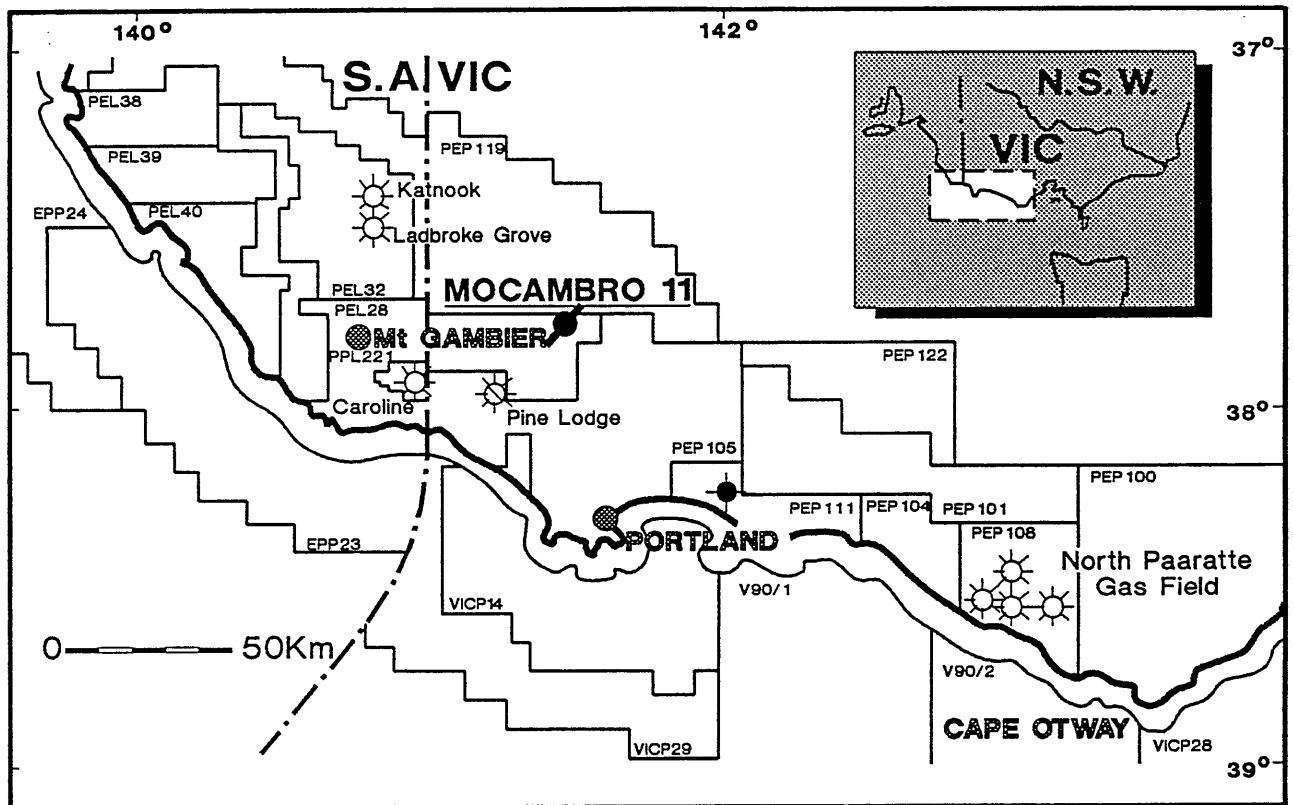 140°
142°
37°
S.A. VIC
N.S.W.
VIC
PEL38
PEP 119
PEL39
Katnook
PEL40
EPP24
Ladbroke Grove
PEL32
MOCAMBRO 11
PEL28
Mt GAMBIER
PPL221
PEP 122
Caroline
Pine Lodge
38°
PEP 105
PEP 100
PEP 111
PEP 104
PEP 101
PEP 108
PORTLAND
EPP23
North Paaratte
Gas Field
V90/1
VICP14
0 50Km
V90/2
CAPE OTWAY
VICP29
VICP28
39°